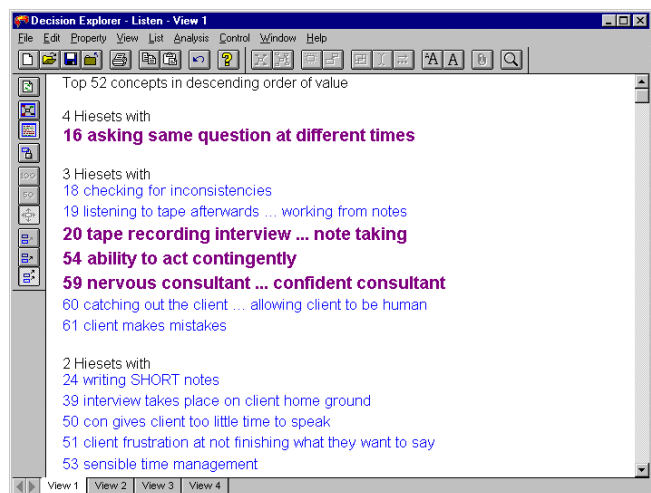 Decision Explorer - Listen - View 1
File Edit Property View List Analysis Control Window Help
Top 52 concepts in descending order of value
4 Hiesets with
16 asking same question at different times
3 Hiesets with
18 checking for inconsistencies
19 listening to tape afterwards ... working from notes
20 tape recording interview ... note taking
54 ability to act contingently
59 nervous consultant ... confident consultant
60 catching out the client ... allowing client to be human
61 client makes mistakes
2 Hiesets with
24 writing SHORT notes
39 interview takes place on client home ground
50 con gives client too little time to speak
51 client frustration at not finishing what they want to say
53 sensible time management
100
50
View 1 View 2 View 3 View 4